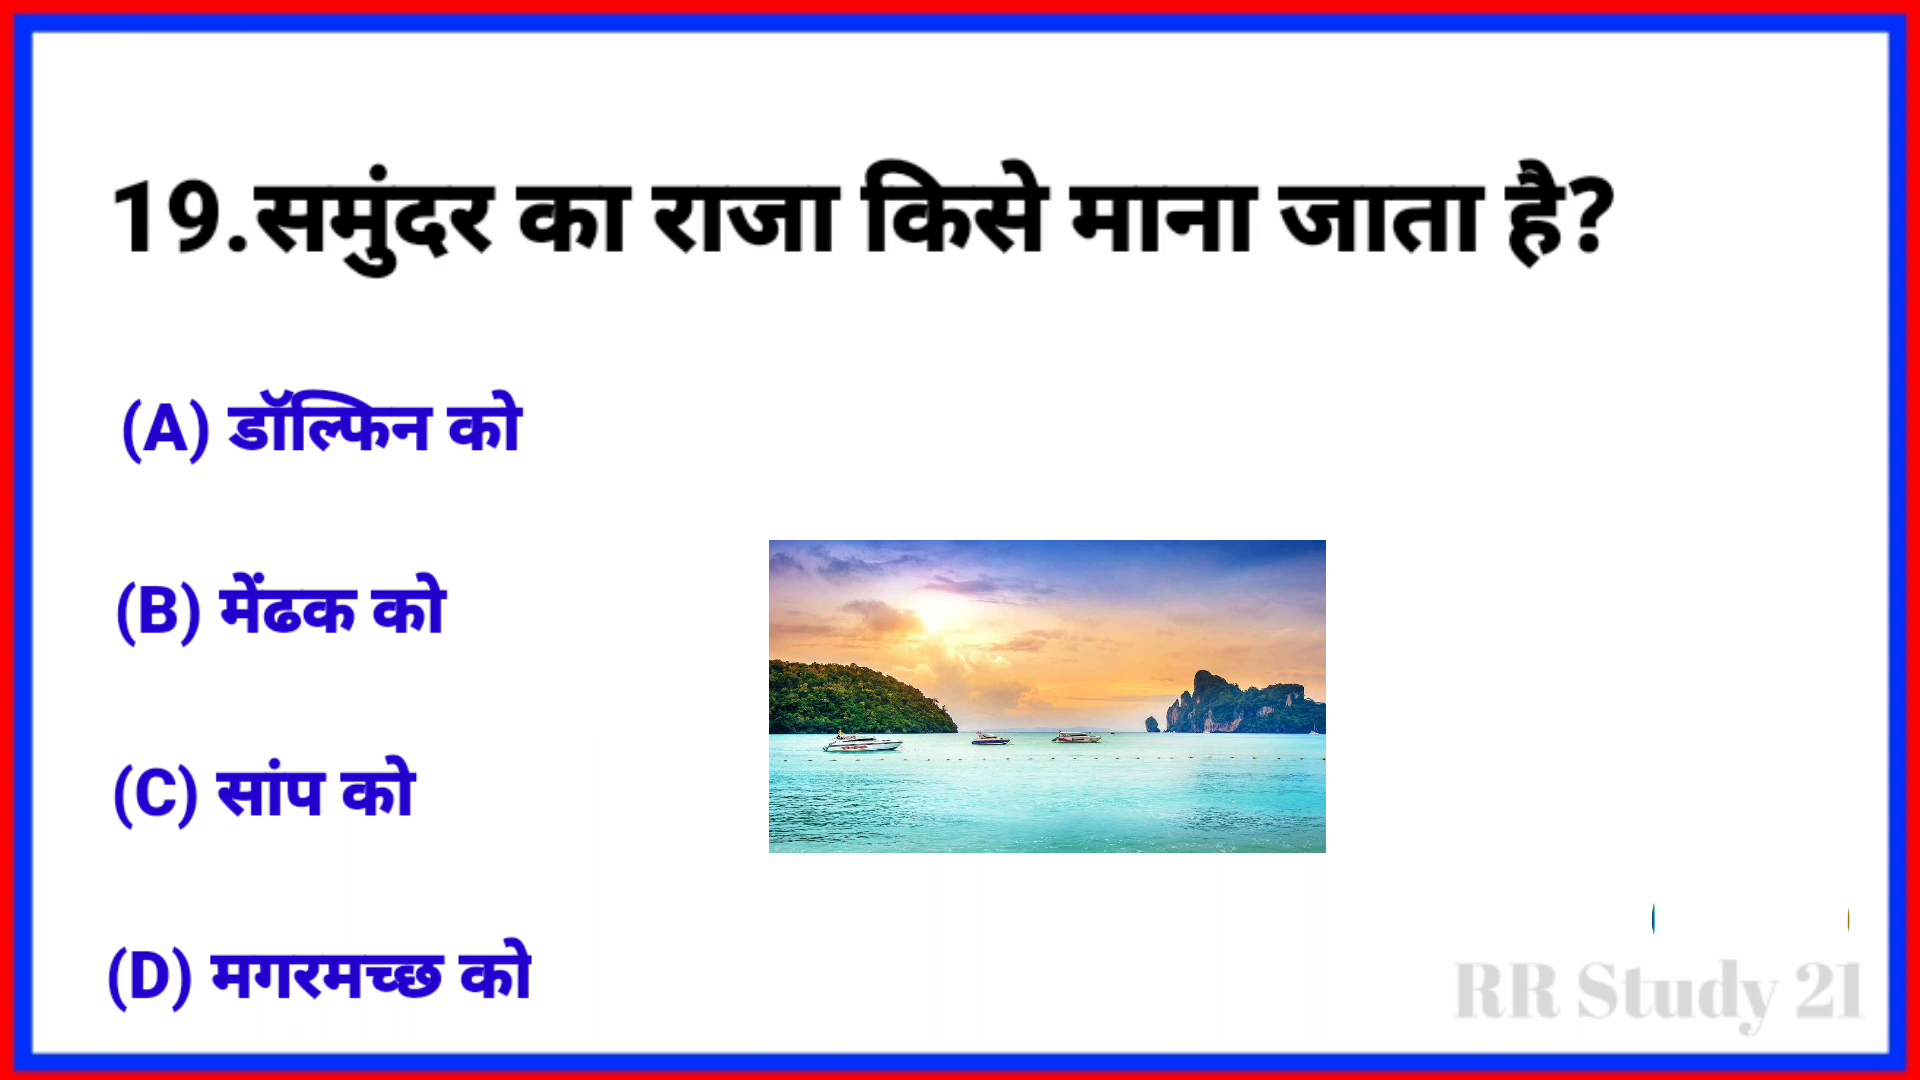 19.समुंदर का राजा किसे माना जाता है?
(A) डॉल्फिन को
(B) मेंढक को
(C) सांप को
(D) मगरमच्छ को
RR Study 21